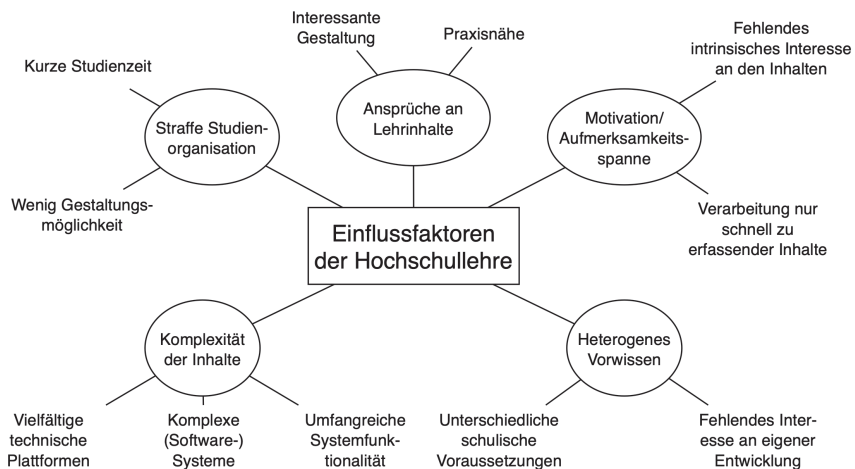 Interessante
Gestaltung
Praxisnähe
Fehlendes
intrinsisches Interesse
an den Inhalten
Kurze Studienzeit
Straffe Studien-
organisation
Ansprüche an
Lehrinhalte
Motivation/
Aufmerksamkeits-
spanne
Wenig Gestaltungs-
möglichkeit
Verarbeitung nur
schnell zu
erfassender Inhalte
Einflussfaktoren
der Hochschullehre
Komplexität
der Inhalte
Heterogenes
Vorwissen
Vielfältige
technische
Plattformen
Komplexe
(Software-)
Systeme
Umfangreiche
Systemfunk-
tionalität
Unterschiedliche
schulische
Voraussetzungen
Fehlendes Inter-
esse an eigener
Entwicklung